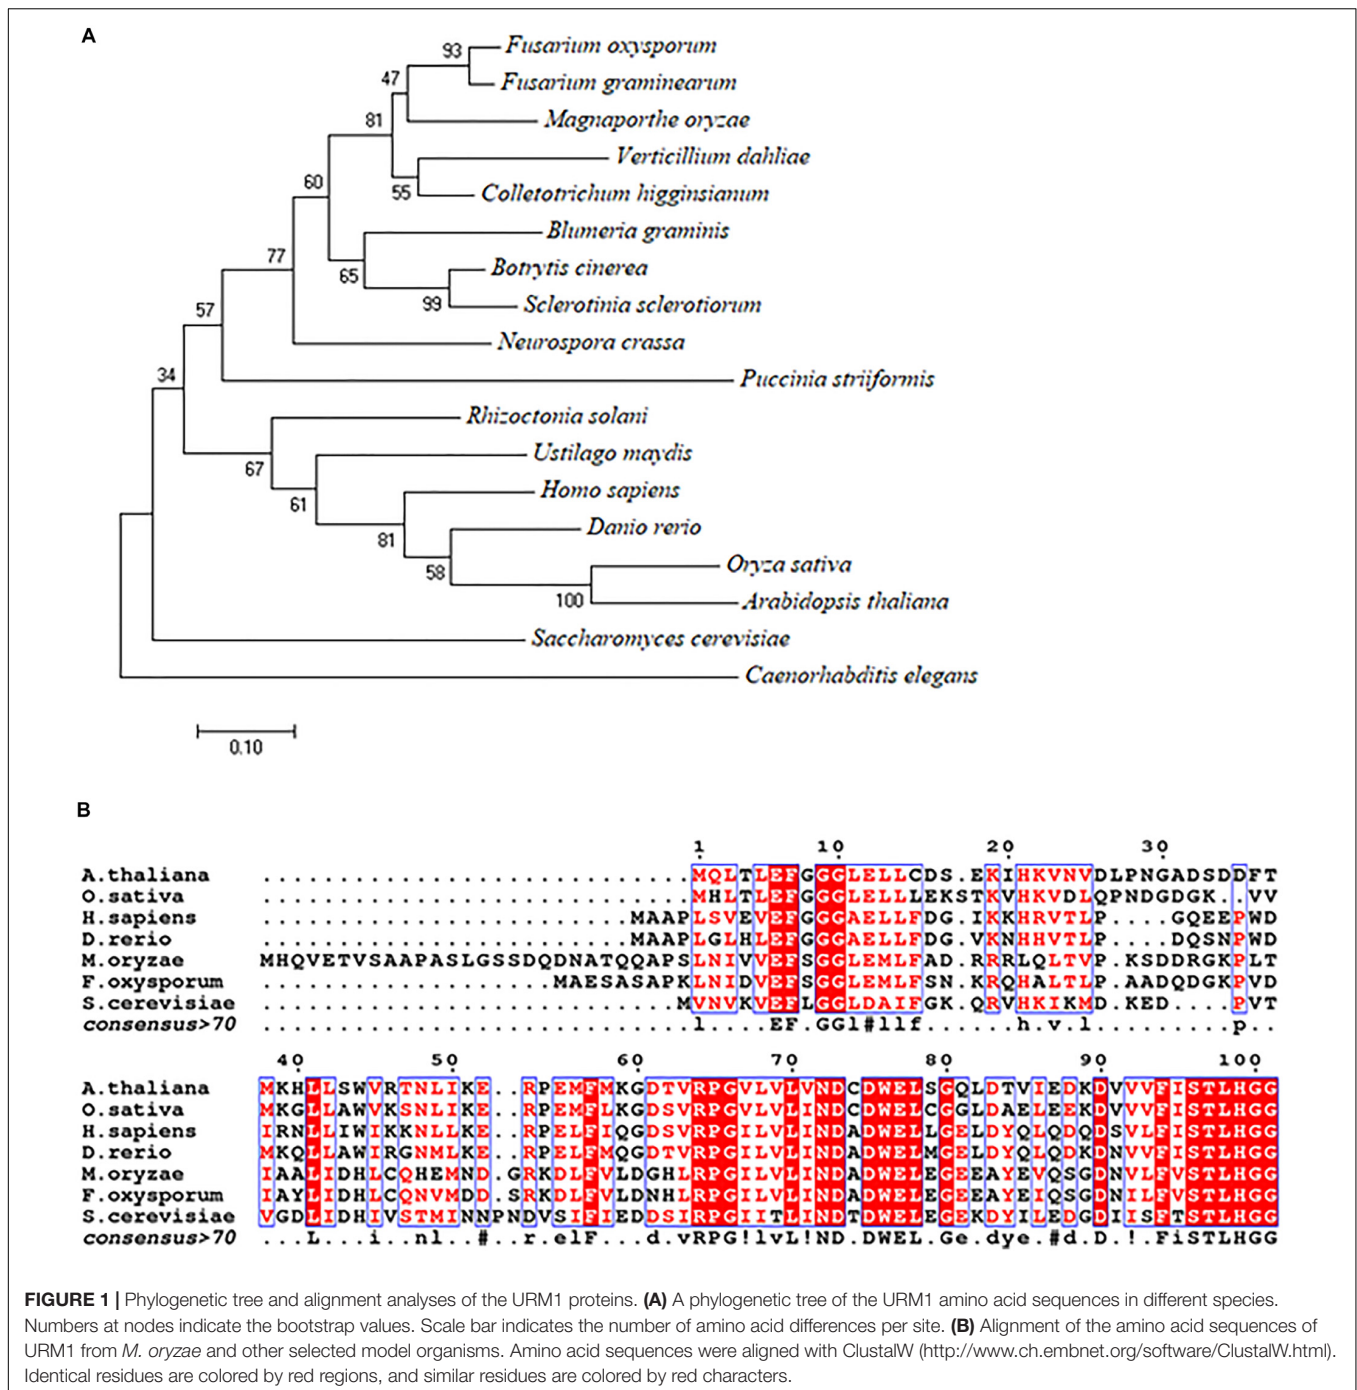 A
93
Fusarium oxysporum
47
Fusarium graminearum
81
Magnaporthe oryzae
Verticillium dahliae
60
55
Colletotrichum higginsianum
Blumeria graminis
77
65
Botrytis cinerea
99
Sclerotinia sclerotiorum
57
Neurospora crassa
34
Puccinia striiformis
Rhizoctonia solani
67
Ustilago maydis
61
Homo sapiens
81
Danio rerio
58
Oryza sativa
100
Arabidopsis thaliana
Saccharomyces cerevisiae
Caenorhabditis elegans
0.10
B
1 10 20 30
A.thaliana ............................MQLTLEFGGGLELLCDS.EKIHKVNVDLPNGADSDDFT
O.sativa ............................MHLTLEFGGGLELLLEKSTKVHKVDLQPNDGDGK..VV
H.sapiens ........................MAAPLSVEVEFGGGAELLFDG.IKKHRVTLP....GQEEPWD
D.rerio ........................MAAPLGLHLEFGGGAELLFDG.VKNHHVTLP....DQSNPWD
M.oryzae MHQVETVSAAPASLGSSDQDNATQQAPSLNIVVEFSGGLEMLFAD.RRRLQLTVP.KSDDRGKPLT
F.oxysporum ...................MAESASAPKLNIDVEFSGGLEMLFSN.KRQHALTLP.AADQDGKPVD
S.cerevisiae ...........................MVNVKVEFLGGLDAIFGK.QRVHKIKMD.KED....PVT
consensus>70 ............................l....EF.GGl#llf......h.v.l.........p..
40 50 60 70 80 90 100
A.thaliana MKHLLSWVRTNLIKE..RPEMFMKGDTVRPGVLVLVNDCDWELSGQLDTVIEDKDVVVFISTLHGG
O.sativa MKGLLAWVKSNLIKE..RPEMFLKGDSVRPGVLVLINDCDWELCGGLDAELEEKDVVVFISTLHGG
H.sapiens IRNLLIWIKKNLLKE..RPELFIQGDSVRPGILVLINDADWELLGELDYQLQDQDSVLFISTLHGG
D.rerio MKQLLAWIRGNMLKE..RPELFMQGDTVRPGILVLINDADWELMGELDYQLQDKDNVVFISTLHGG
M.oryzae IAALIDHLCQHEMND.GRKDLFVLDGHLRPGILVLINDADWELEGEEAYEVQSGDNVLFVSTLHGG
F.oxysporum IAYLIDHLCQNVMDD.SRKDLFVLDNHLRPGILVLINDADWELEGEEAYEIQSGDNILFVSTLHGG
S.cerevisiae VGDLIDHIVSTMINNPNDVSIFIEDDSIRPGIITLINDTDWELEGEKDYILEDGDIISFTSTLHGG
consensus>70 ...L...i..nl..#..r.elF...d.vRPG!lvL!ND.DWEL.Ge.dye.#d.D.!.FiSTLHGG
FIGURE 1 | Phylogenetic tree and alignment analyses of the URM1 proteins. (A) A phylogenetic tree of the URM1 amino acid sequences in different species.
Numbers at nodes indicate the bootstrap values. Scale bar indicates the number of amino acid differences per site. (B) Alignment of the amino acid sequences of
URM1 from M. oryzae and other selected model organisms. Amino acid sequences were aligned with ClustalW (http://www.ch.embnet.org/software/ClustalW.html).
Identical residues are colored by red regions, and similar residues are colored by red characters.